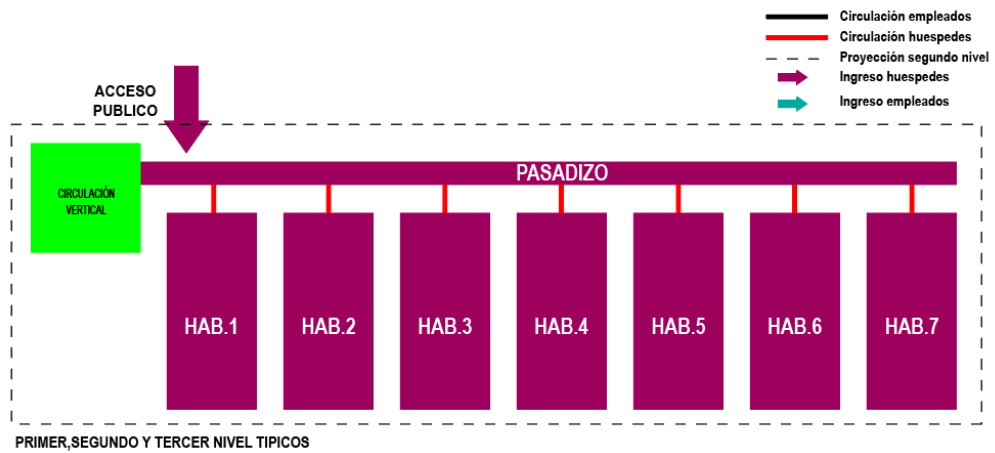 Circulación empleados
Circulación huespedes
Proyección segundo nivel
Ingreso huespedes
Ingreso empleados
ACCESO
PUBLICO
PASADIZO
CIRCULACIÓN
VERTICAL
HAB.1
HAB.2
HAB.3
HAB.4
HAB.5
HAB.6
HAB.7
PRIMER,SEGUNDO Y TERCER NIVEL TIPICOS